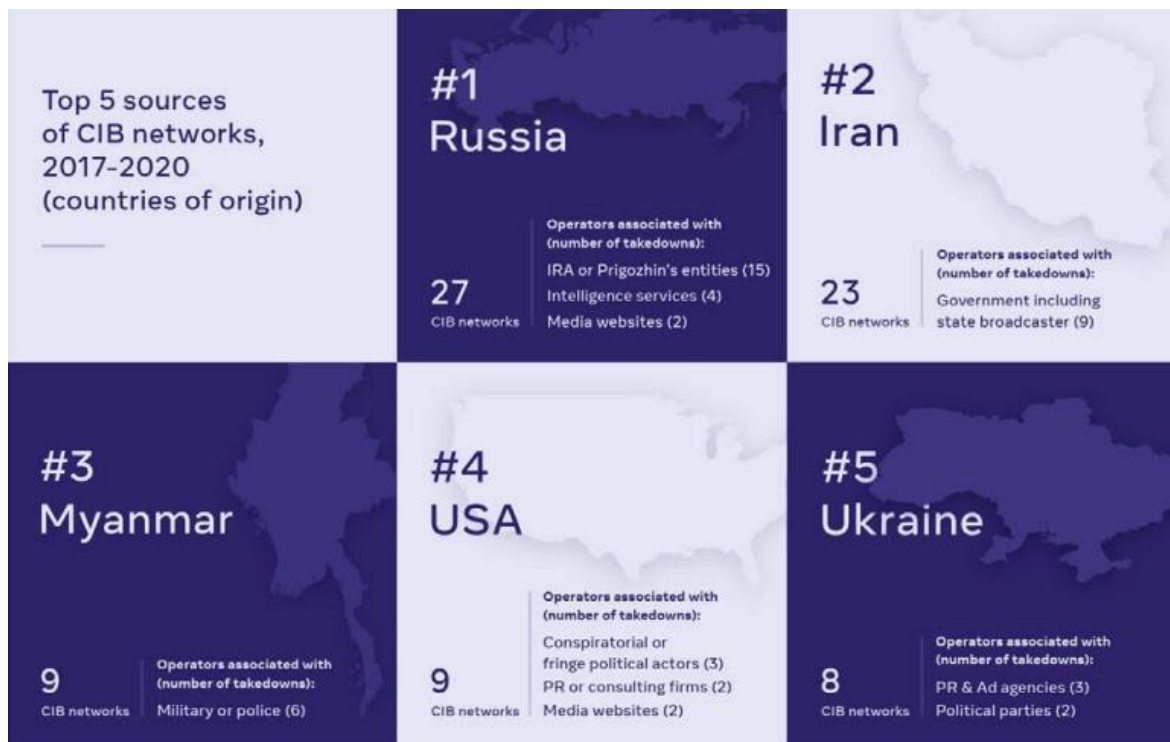 Top 5 sources
of CIB networks,
2017-2020
(countries of origin)
#1
Russia
27
CIB networks
Operators associated with
(number of takedowns):
IRA or Prigozhin's entities (15)
Intelligence services (4)
Media websites (2)
#2
Iran
23
CIB networks
Operators associated with
(number of takedowns):
Government including
state broadcaster (9)
#3
Myanmar
9
CIB networks
Operators associated with
(number of takedowns):
Military or police (6)
#4
USA
9
CIB networks
Operators associated with
(number of takedowns):
Conspiratorial or
fringe political actors (3)
PR or consulting firms (2)
Media websites (2)
#5
Ukraine
8
CIB networks
Operators associated with
(number of takedowns):
PR & Ad agencies (3)
Political parties (2)